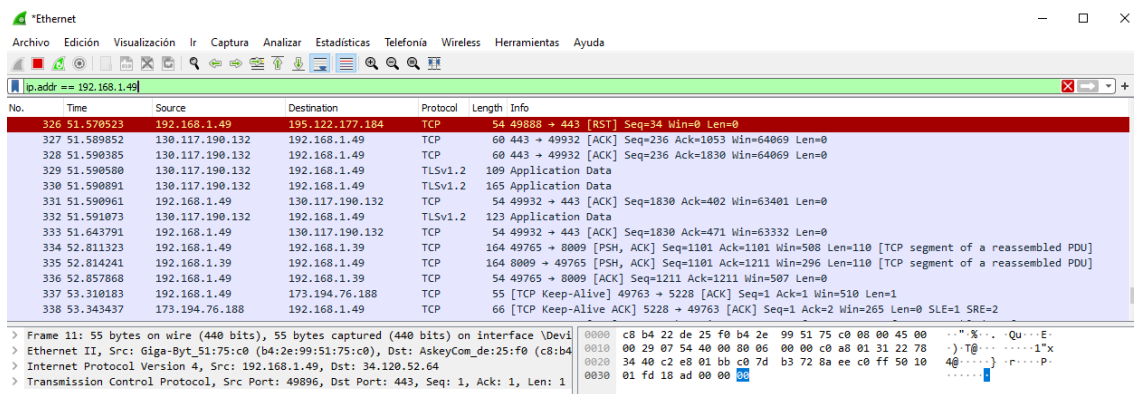 *Ethernet
Archivo Edición Visualización Ir Captura Analizar Estadísticas Telefonía Wireless Herramientas Ayuda
ip.addr == 192.168.1.49
No. Time Source Destination Protocol Length Info
326 51.570523 192.168.1.49 195.122.177.184 TCP 54 49888 → 443 [RST] Seq=34 Win=0 Len=0
327 51.589852 130.117.190.132 192.168.1.49 TCP 60 443 → 49932 [ACK] Seq=236 Ack=1053 Win=64069 Len=0
328 51.590385 130.117.190.132 192.168.1.49 TCP 60 443 → 49932 [ACK] Seq=236 Ack=1830 Win=64069 Len=0
329 51.590580 130.117.190.132 192.168.1.49 TLSv1.2 109 Application Data
330 51.590891 130.117.190.132 192.168.1.49 TLSv1.2 165 Application Data
331 51.590961 192.168.1.49 130.117.190.132 TCP 54 49932 → 443 [ACK] Seq=1830 Ack=402 Win=63401 Len=0
332 51.591073 130.117.190.132 192.168.1.49 TLSv1.2 123 Application Data
333 51.643791 192.168.1.49 130.117.190.132 TCP 54 49932 → 443 [ACK] Seq=1830 Ack=471 Win=63332 Len=0
334 52.811323 192.168.1.49 192.168.1.39 TCP 164 49765 → 8009 [PSH, ACK] Seq=1101 Ack=1101 Win=508 Len=110 [TCP segment of a reassembled PDU]
335 52.814241 192.168.1.39 192.168.1.49 TCP 164 8009 → 49765 [PSH, ACK] Seq=1101 Ack=1211 Win=296 Len=110 [TCP segment of a reassembled PDU]
336 52.857868 192.168.1.49 192.168.1.39 TCP 54 49765 → 8009 [ACK] Seq=1211 Ack=1211 Win=507 Len=0
337 53.310183 192.168.1.49 173.194.76.188 TCP 55 [TCP Keep-Alive] 49763 → 5228 [ACK] Seq=1 Ack=1 Win=510 Len=1
338 53.343437 173.194.76.188 192.168.1.49 TCP 66 [TCP Keep-Alive ACK] 5228 → 49763 [ACK] Seq=1 Ack=2 Win=265 Len=0 SLE=1 SRE=2
> Frame 11: 55 bytes on wire (440 bits), 55 bytes captured (440 bits) on interface \Devi
> Ethernet II, Src: Giga-Byt_51:75:c0 (b4:2e:99:51:75:c0), Dst: AskeyCom_de:25:f0 (c8:b4
> Internet Protocol Version 4, Src: 192.168.1.49, Dst: 34.120.52.64
> Transmission Control Protocol, Src Port: 49896, Dst Port: 443, Seq: 1, Ack: 1, Len: 1
0000 c8 b4 22 de 25 f0 b4 2e 99 51 75 c0 08 00 45 00 ··"·%··. ·Qu···E·
0010 00 29 07 54 40 00 80 06 00 00 c0 a8 01 31 22 78 ·)·T@··· ·····1"x
0020 34 40 c2 e8 01 bb c0 7d b3 72 8a ee c0 ff 50 10 4@·····} ·r····P·
0030 01 fd 18 ad 00 00 00 ·······